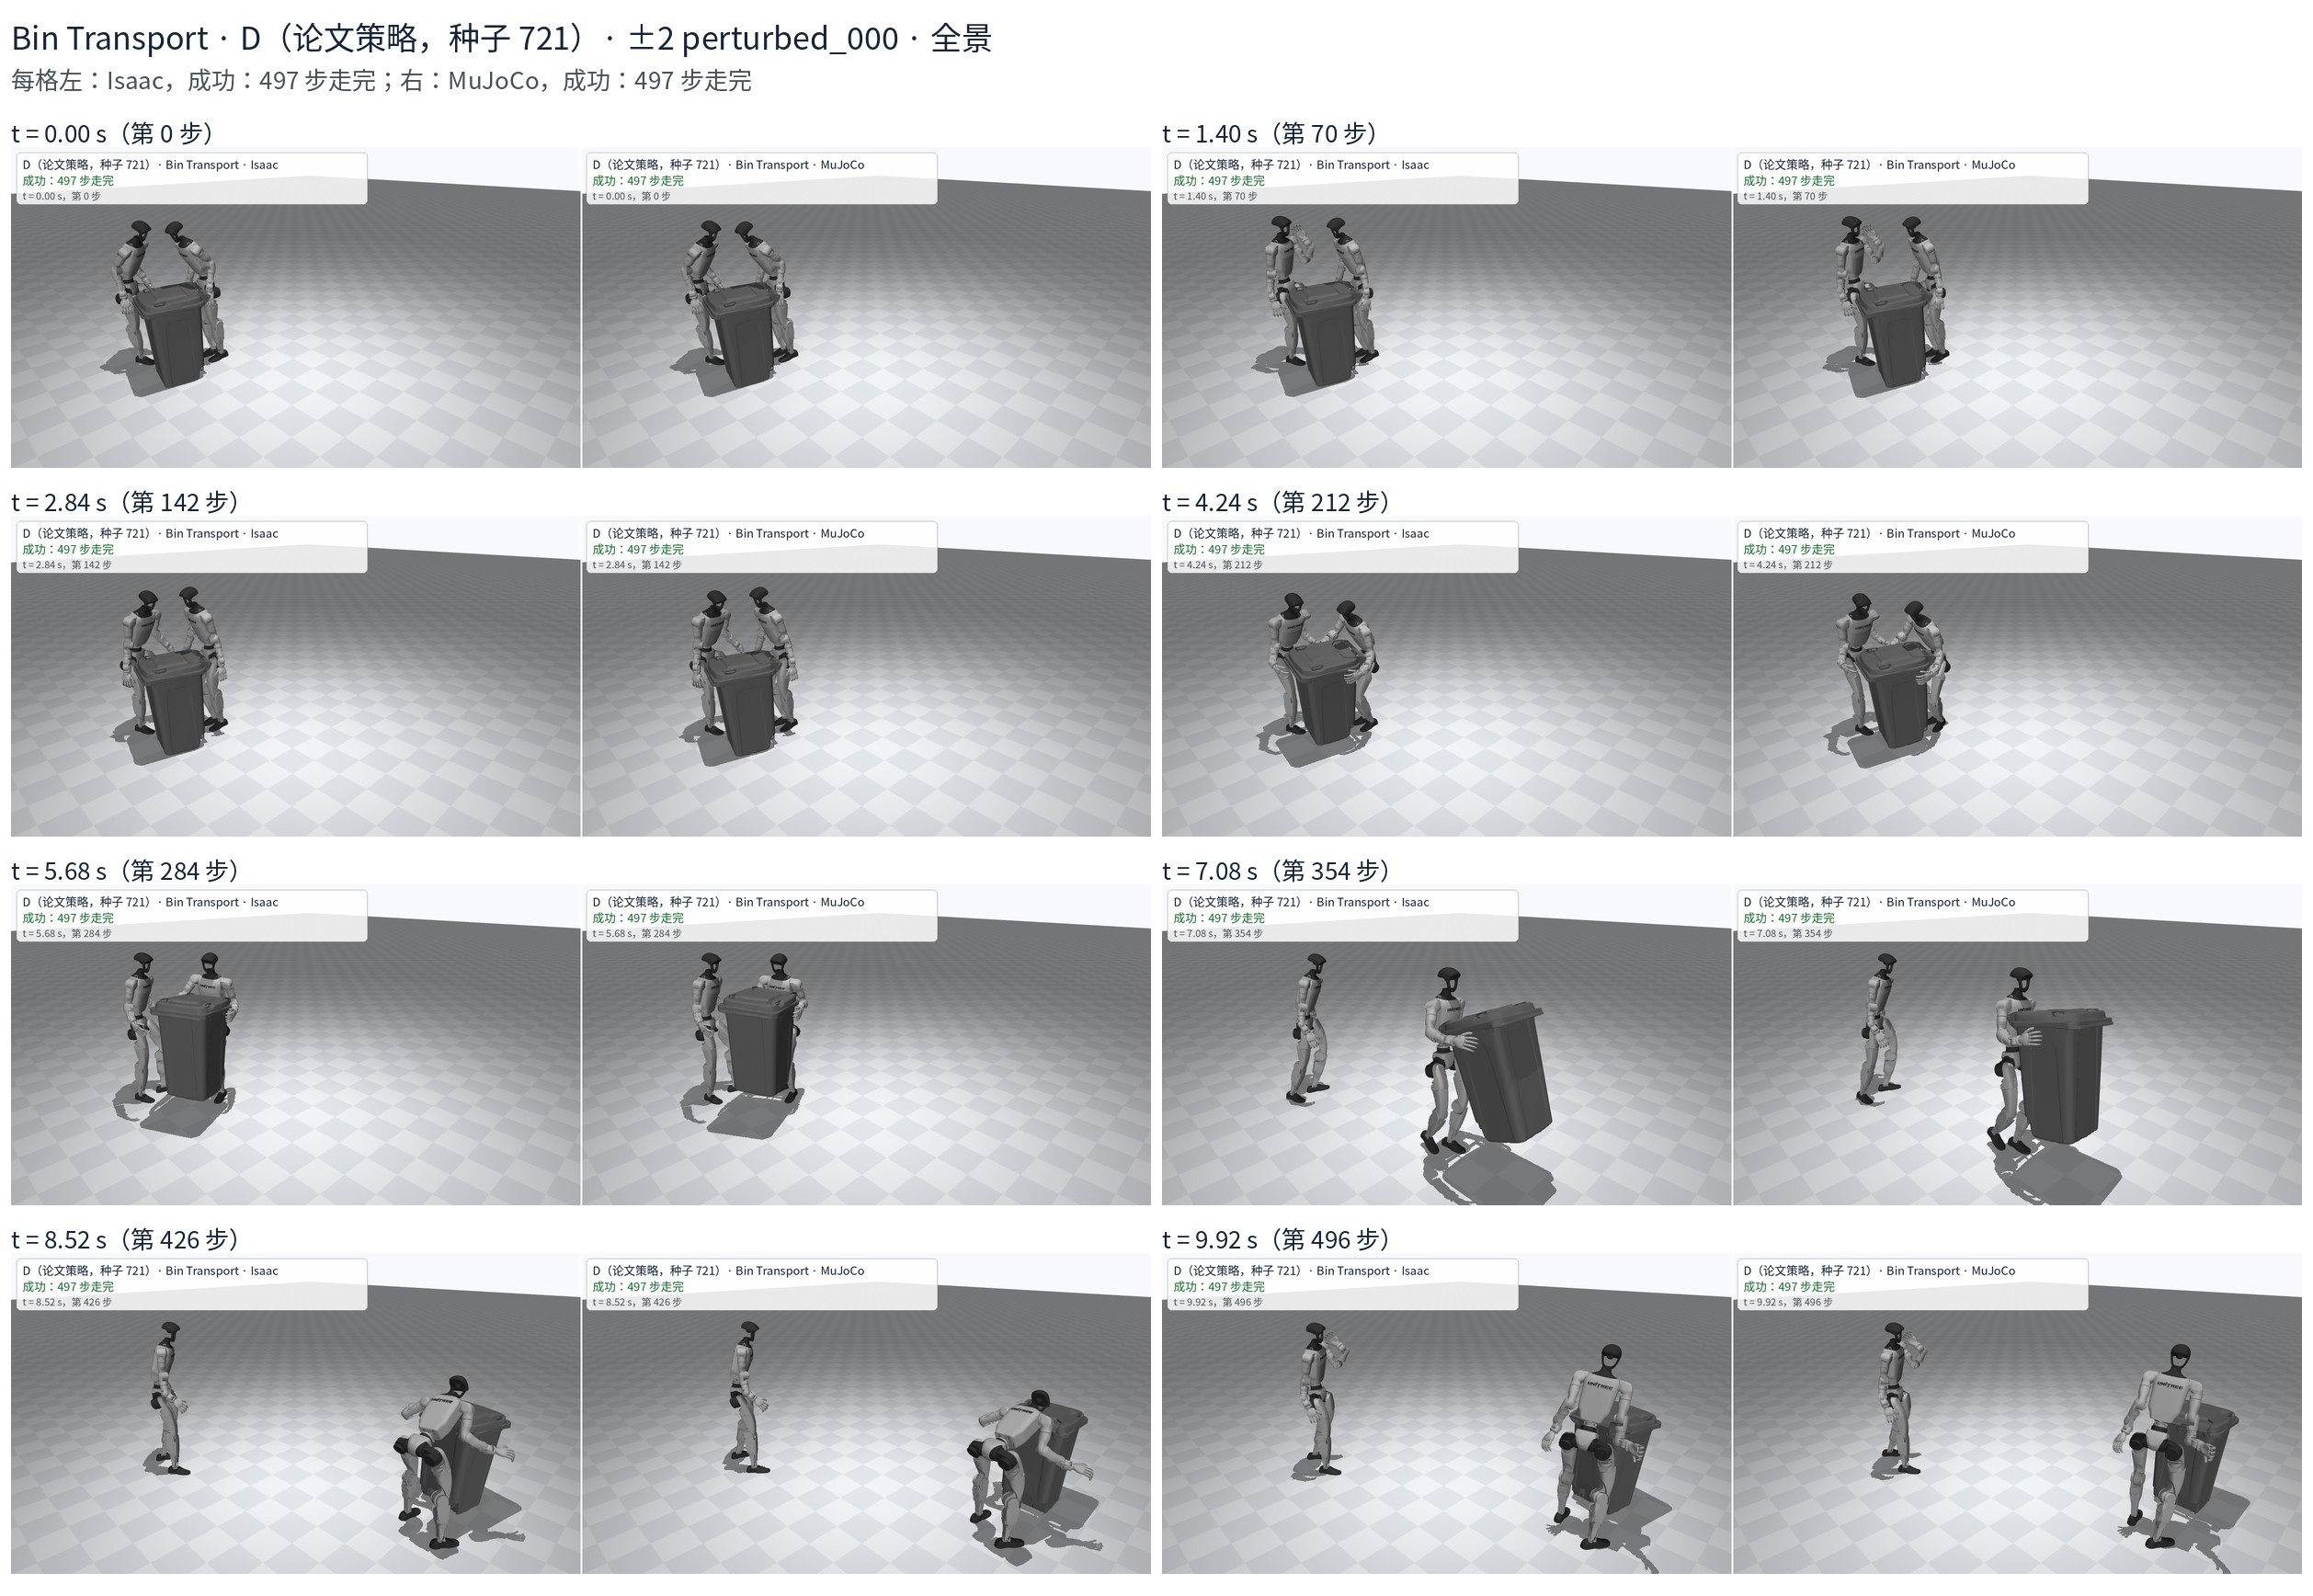 Bin Transport · D（论文策略，种子 721）· ±2 perturbed_000 · 全景
每格左：Isaac，成功：497 步走完；右：MuJoCo，成功：497 步走完
t = 0.00 s（第 0 步）
D（论文策略，种子 721）· Bin Transport · Isaac
成功：497 步走完
t = 0.00 s，第 0 步
D（论文策略，种子 721）· Bin Transport · MuJoCo
成功：497 步走完
t = 0.00 s，第 0 步
t = 1.40 s（第 70 步）
D（论文策略，种子 721）· Bin Transport · Isaac
成功：497 步走完
t = 1.40 s，第 70 步
D（论文策略，种子 721）· Bin Transport · MuJoCo
成功：497 步走完
t = 1.40 s，第 70 步
t = 2.84 s（第 142 步）
D（论文策略，种子 721）· Bin Transport · Isaac
成功：497 步走完
t = 2.84 s，第 142 步
D（论文策略，种子 721）· Bin Transport · MuJoCo
成功：497 步走完
t = 2.84 s，第 142 步
t = 4.24 s（第 212 步）
D（论文策略，种子 721）· Bin Transport · Isaac
成功：497 步走完
t = 4.24 s，第 212 步
D（论文策略，种子 721）· Bin Transport · MuJoCo
成功：497 步走完
t = 4.24 s，第 212 步
t = 5.68 s（第 284 步）
D（论文策略，种子 721）· Bin Transport · Isaac
成功：497 步走完
t = 5.68 s，第 284 步
D（论文策略，种子 721）· Bin Transport · MuJoCo
成功：497 步走完
t = 5.68 s，第 284 步
t = 7.08 s（第 354 步）
D（论文策略，种子 721）· Bin Transport · Isaac
成功：497 步走完
t = 7.08 s，第 354 步
D（论文策略，种子 721）· Bin Transport · MuJoCo
成功：497 步走完
t = 7.08 s，第 354 步
t = 8.52 s（第 426 步）
D（论文策略，种子 721）· Bin Transport · Isaac
成功：497 步走完
t = 8.52 s，第 426 步
UNITREE
D（论文策略，种子 721）· Bin Transport · MuJoCo
成功：497 步走完
t = 8.52 s，第 426 步
t = 9.92 s（第 496 步）
D（论文策略，种子 721）· Bin Transport · Isaac
成功：497 步走完
t = 9.92 s，第 496 步
UNITREE
D（论文策略，种子 721）· Bin Transport · MuJoCo
成功：497 步走完
t = 9.92 s，第 496 步
UNITREE